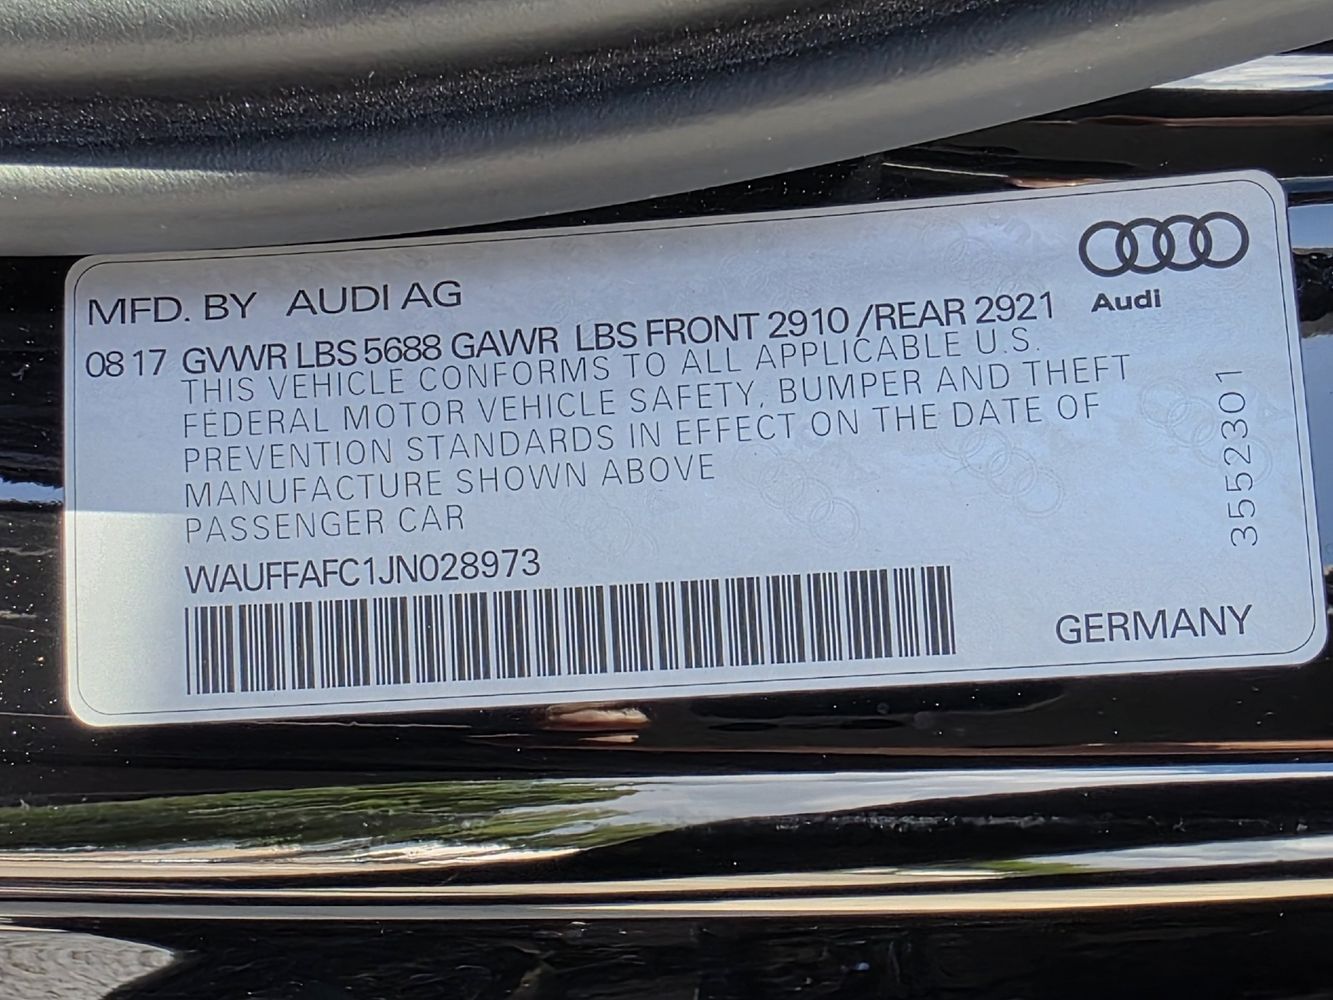 MFD. BY AUDI AG
Audi
08 17 GVWR LBS 5688 GAWR LBS FRONT 2910 /REAR 2921
THIS VEHICLE CONFORMS TO ALL APPLICABLE U.S.
FEDERAL MOTOR VEHICLE SAFETY, BUMPER AND THEFT
PREVENTION STANDARDS IN EFFECT ON THE DATE OF
MANUFACTURE SHOWN ABOVE
PASSENGER CAR
WAUFFAFC1JN028973
3552301
GERMANY